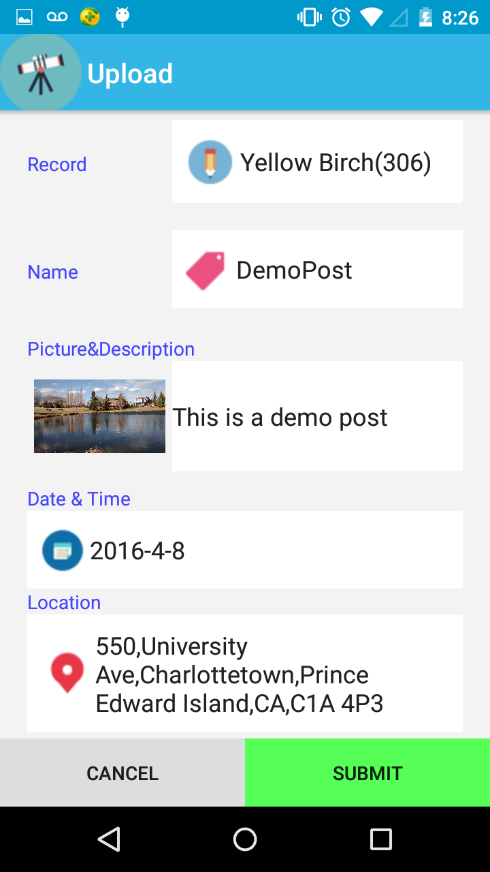 8:26
Upload
Record
Yellow Birch(306)
Name
DemoPost
Picture&Description
This is a demo post
Date & Time
2016-4-8
Location
550,University
Ave,Charlottetown,Prince
Edward Island,CA,C1A 4P3
CANCEL
SUBMIT